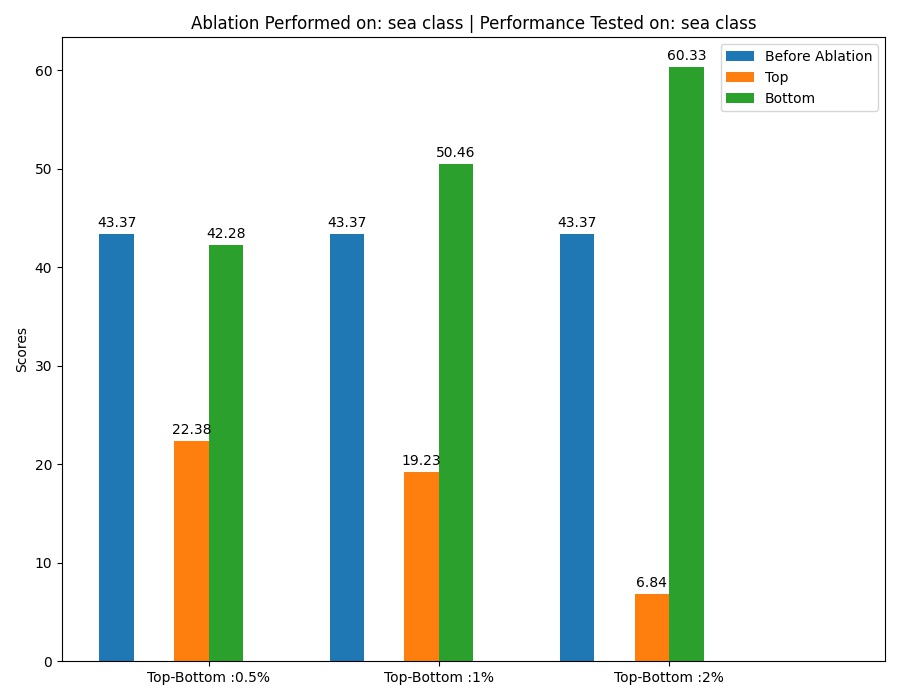 Ablation Performed on: sea class | Performance Tested on: sea class
Before Ablation
Top
Bottom
Scores
60
50
40
30
20
10
0
43.37
22.38
42.28
43.37
19.23
50.46
43.37
6.84
60.33
Top-Bottom :0.5%
Top-Bottom :1%
Top-Bottom :2%